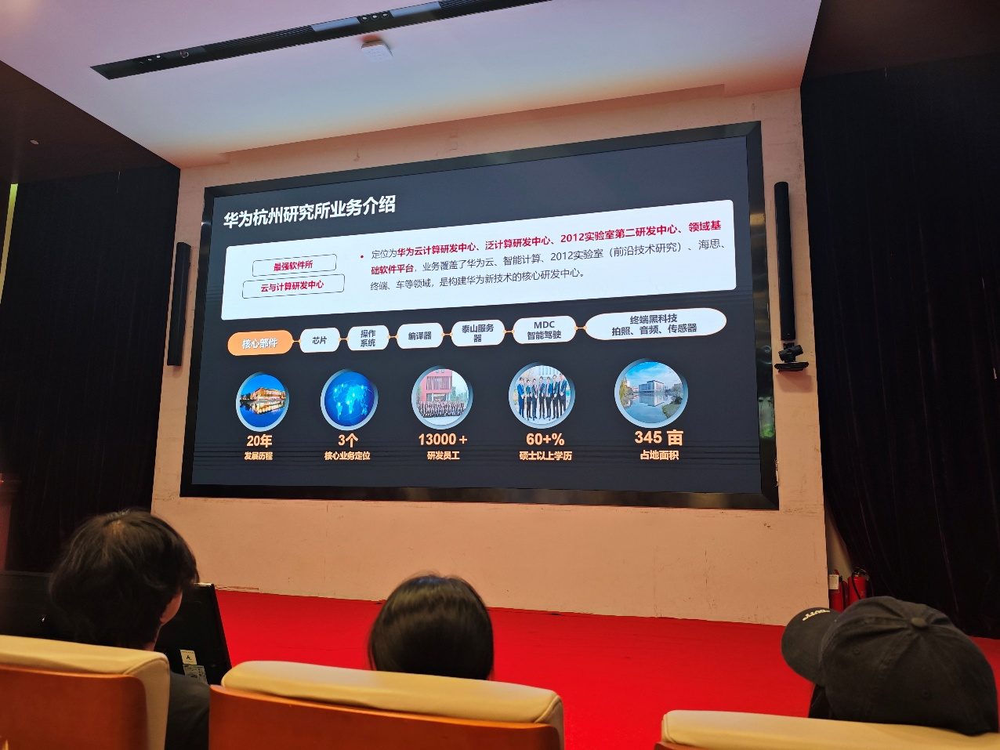 华为杭州研究所业务介绍
最强软件所
云与计算研发中心
• 定位为华为云计算研发中心、泛计算研发中心、2012实验室第二研发中心、领域基
础软件平台，业务覆盖了华为云、智能计算、2012实验室（前沿技术研究）、海思、
终端、车等领域，是构建华为新技术的核心研发中心。
核心部件
芯片
操作
系统
编译器
泰山服务
器
MDC
智能驾驶
终端黑科技
拍照、音频、传感器
20年
发展历程
3个
核心业务定位
13000 +
研发员工
60+%
硕士以上学历
345 亩
占地面积